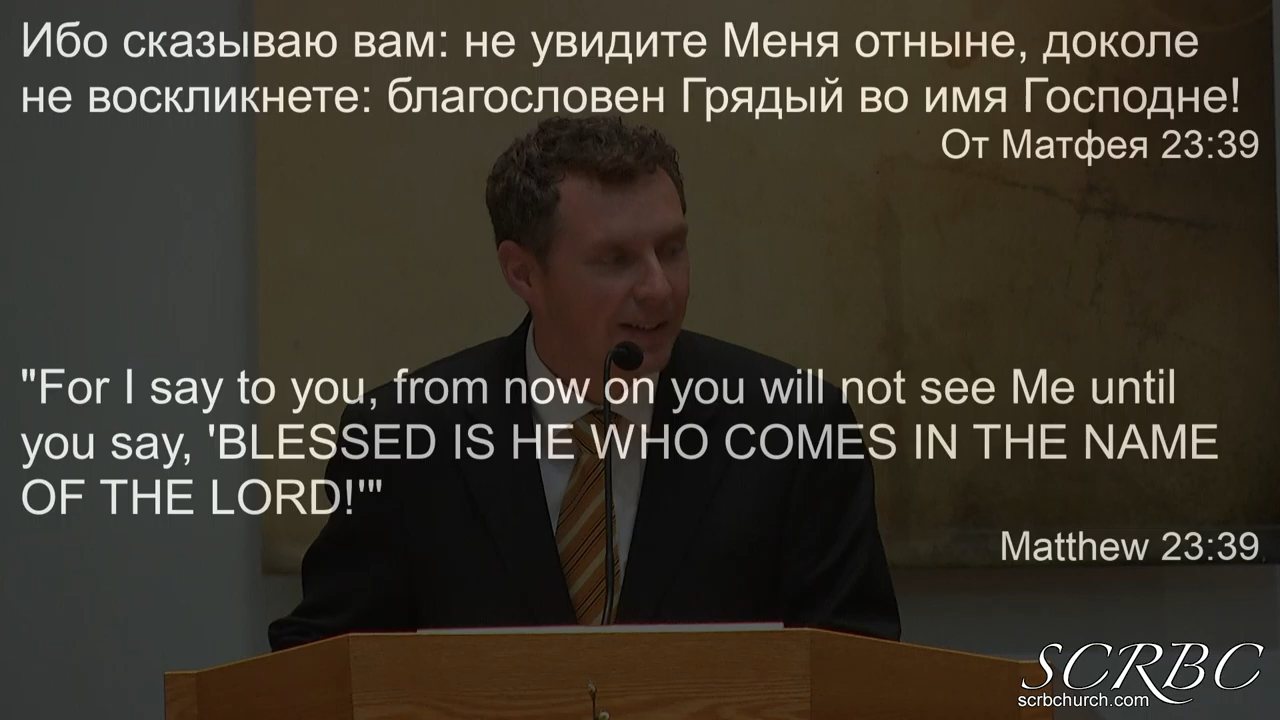 Ибо сказываю вам: не увидите Меня отныне, доколе
не воскликнете: благословен Грядый во имя Господне!
От Матфея 23:39
"For I say to you, from now on you will not see Me until
you say, 'BLESSED IS HE WHO COMES IN THE NAME
OF THE LORD!'"
Matthew 23:39
SCRBC
scrbchurch.com